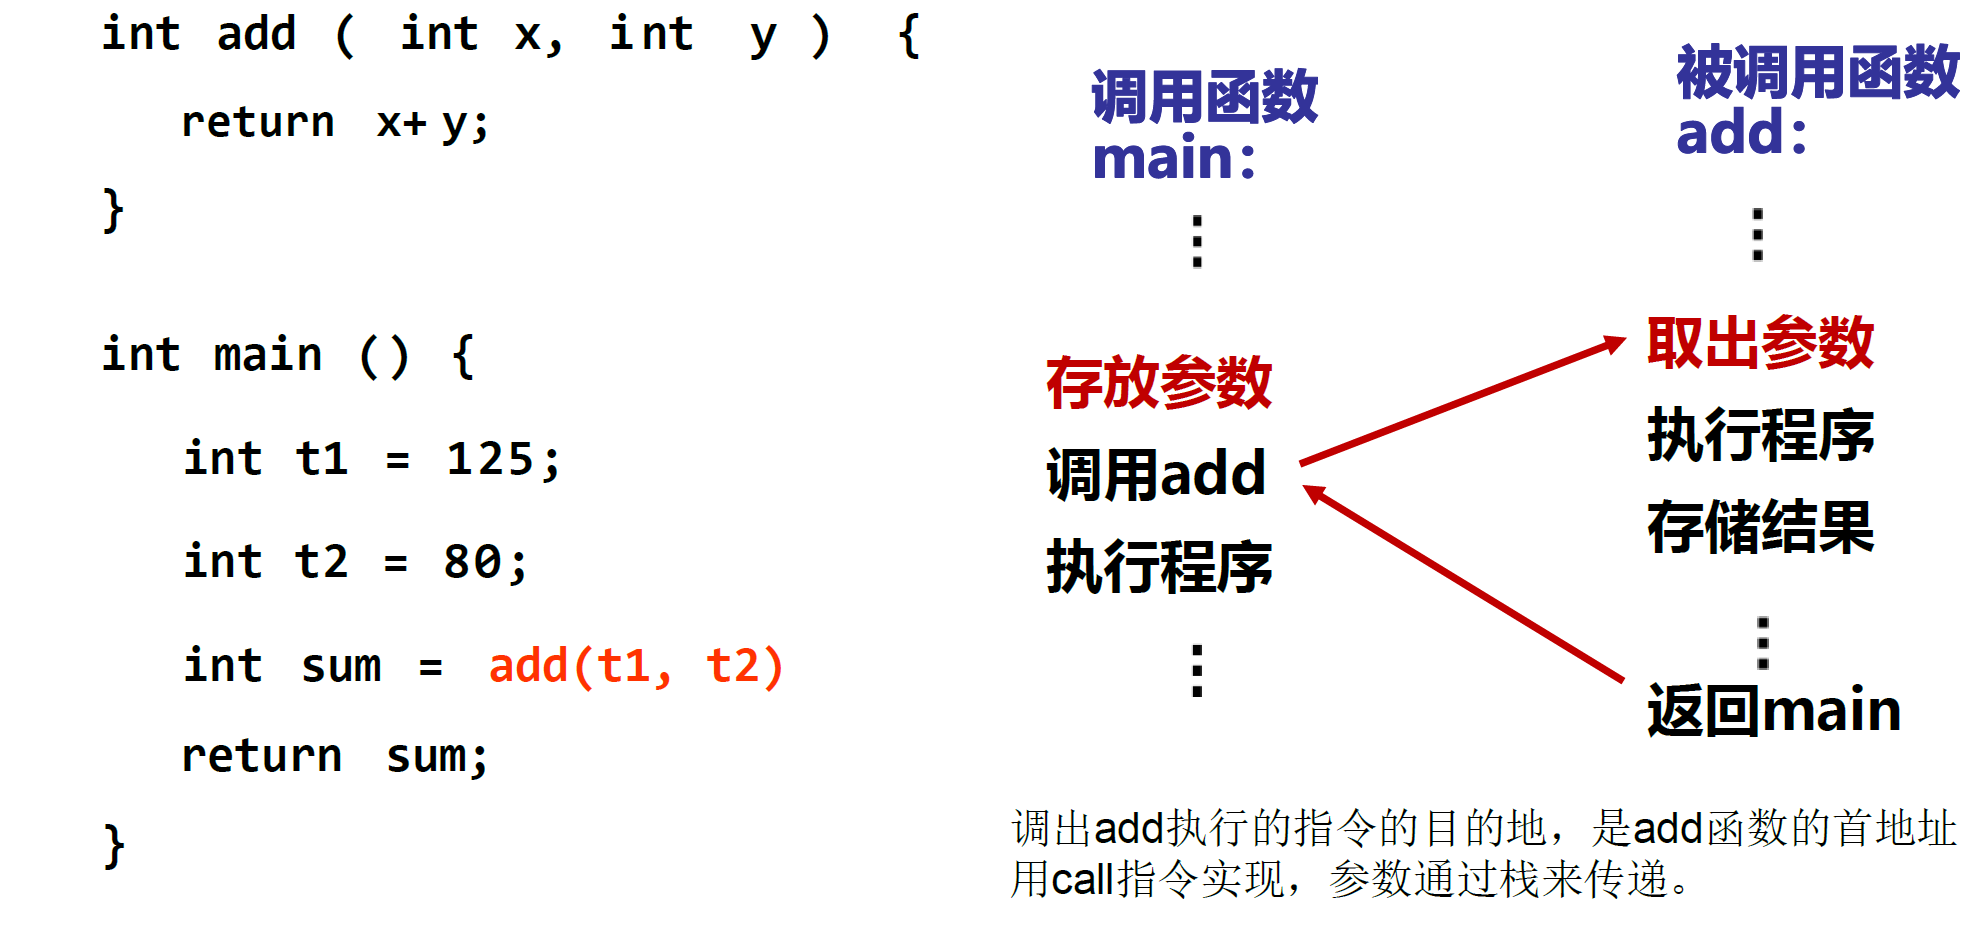 int add ( int x, int y ) {
return x+ y;
}
int main () {
int t1 = 125;
int t2 = 80;
int sum = add(t1, t2)
return sum;
}
调用函数
main：
存放参数
调用add
执行程序
被调用函数
add：
取出参数
执行程序
存储结果
返回main
调出add执行的指令的目的地，是add函数的首地址
用call指令实现，参数通过栈来传递。